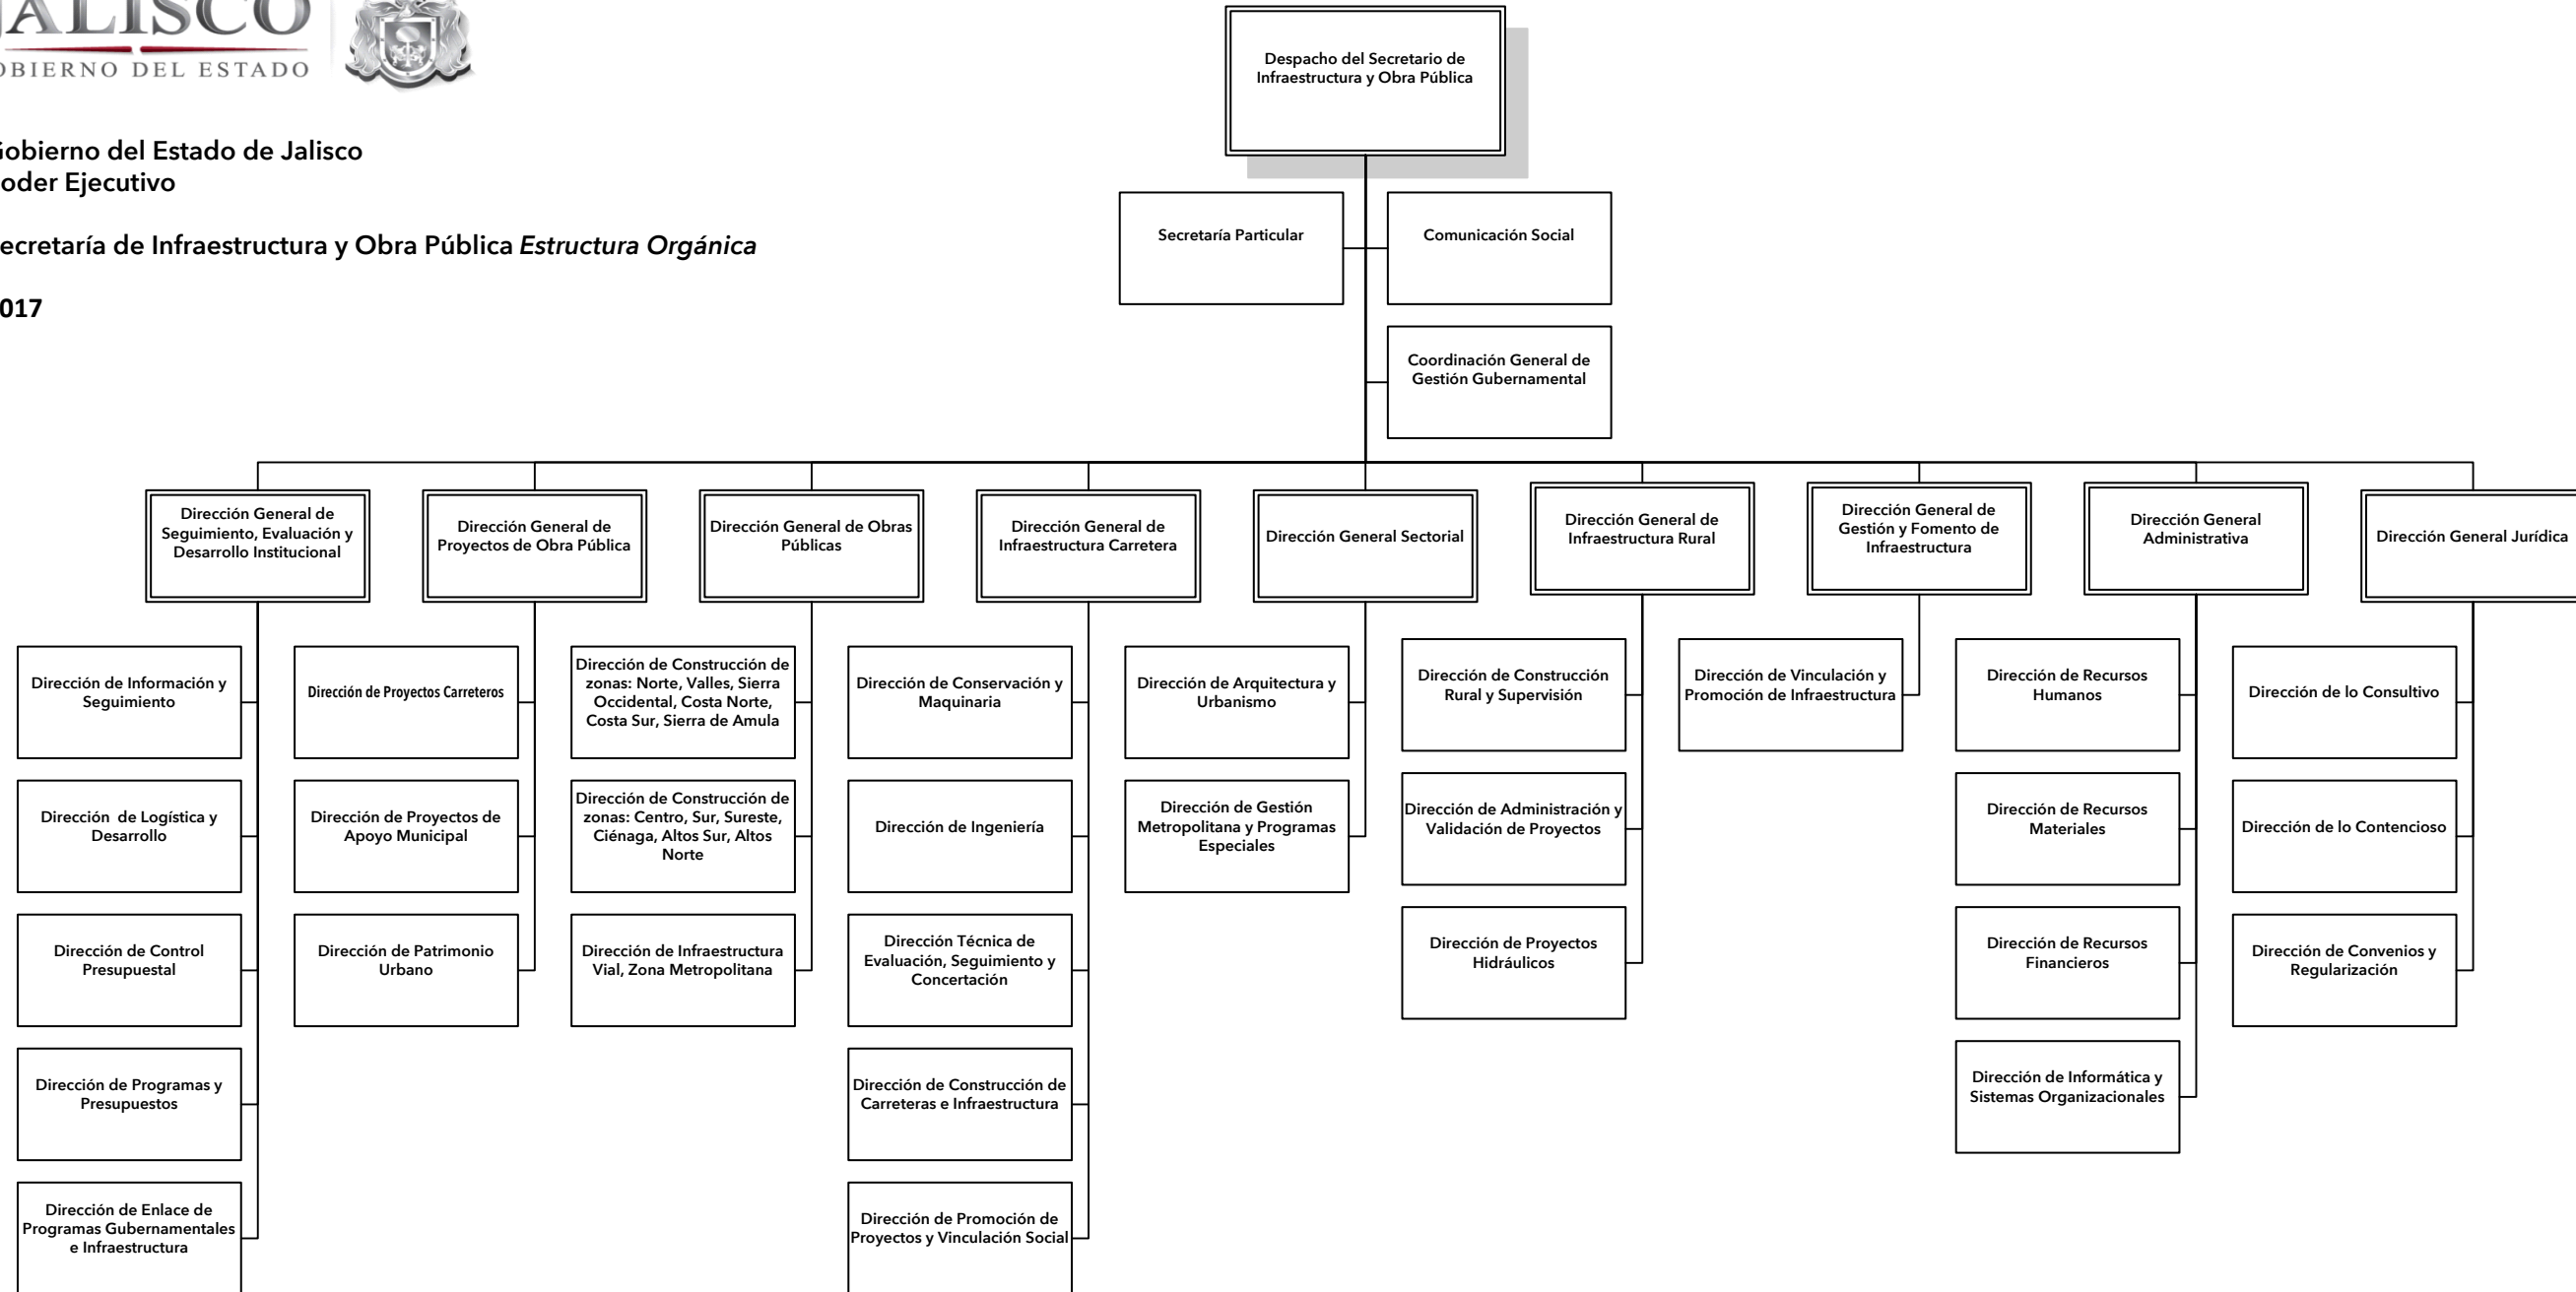 JALISCO
OBIERNO DEL ESTADO
Gobierno del Estado de Jalisco
oder Ejecutivo
ecretaría de Infraestructura y Obra Pública Estructura Orgánica
017
Despacho del Secretario de
Infraestructura y Obra Pública
Secretaría Particular
Comunicación Social
Coordinación General de
Gestión Gubernamental
Dirección General de
Seguimiento, Evaluación y
Desarrollo Institucional
Dirección General de
Proyectos de Obra Pública
Dirección General de Obras
Públicas
Dirección General de
Infraestructura Carretera
Dirección General Sectorial
Dirección General de
Infraestructura Rural
Dirección General de
Gestión y Fomento de
Infraestructura
Dirección General
Administrativa
Dirección General Jurídica
Dirección de Información y
Seguimiento
Dirección de Logística y
Desarrollo
Dirección de Control
Presupuestal
Dirección de Programas y
Presupuestos
Dirección de Enlace de
Programas Gubernamentales
e Infraestructura
Dirección de Proyectos Carreteros
Dirección de Proyectos de
Apoyo Municipal
Dirección de Patrimonio
Urbano
Dirección de Construcción de
zonas: Norte, Valles, Sierra
Occidental, Costa Norte,
Costa Sur, Sierra de Amula
Dirección de Construcción de
zonas: Centro, Sur, Sureste,
Ciénaga, Altos Sur, Altos
Norte
Dirección de Infraestructura
Vial, Zona Metropolitana
Dirección de Conservación y
Maquinaria
Dirección de Ingeniería
Dirección Técnica de
Evaluación, Seguimiento y
Concertación
Dirección de Construcción de
Carreteras e Infraestructura
Dirección de Promoción de
Proyectos y Vinculación Social
Dirección de Arquitectura y
Urbanismo
Dirección de Gestión
Metropolitana y Programas
Especiales
Dirección de Construcción
Rural y Supervisión
Dirección de Administración y
Validación de Proyectos
Dirección de Proyectos
Hidráulicos
Dirección de Vinculación y
Promoción de Infraestructura
Dirección de Recursos
Humanos
Dirección de Recursos
Materiales
Dirección de Recursos
Financieros
Dirección de Informática y
Sistemas Organizacionales
Dirección de lo Consultivo
Dirección de lo Contencioso
Dirección de Convenios y
Regularización